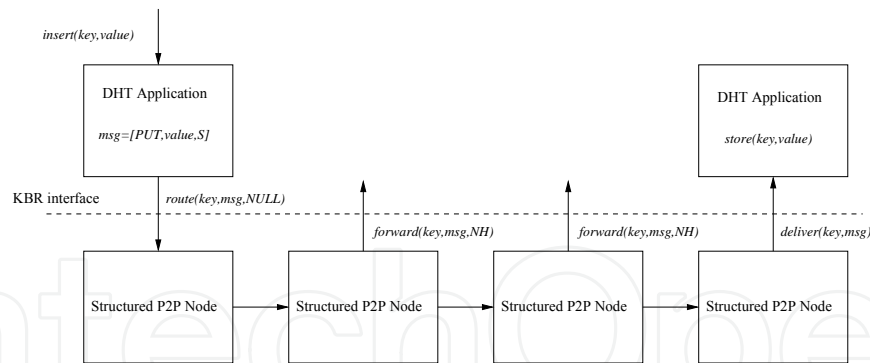 insert(key,value)
DHT Application
msg=[PUT,value,S]
DHT Application
store(key,value)
KBR interface
route(key,msg,NULL)
forward(key,msg,NH)
forward(key,msg,NH)
deliver(key,msg)
Structured P2P Node
Structured P2P Node
Structured P2P Node
Structured P2P Node
ntechOpe